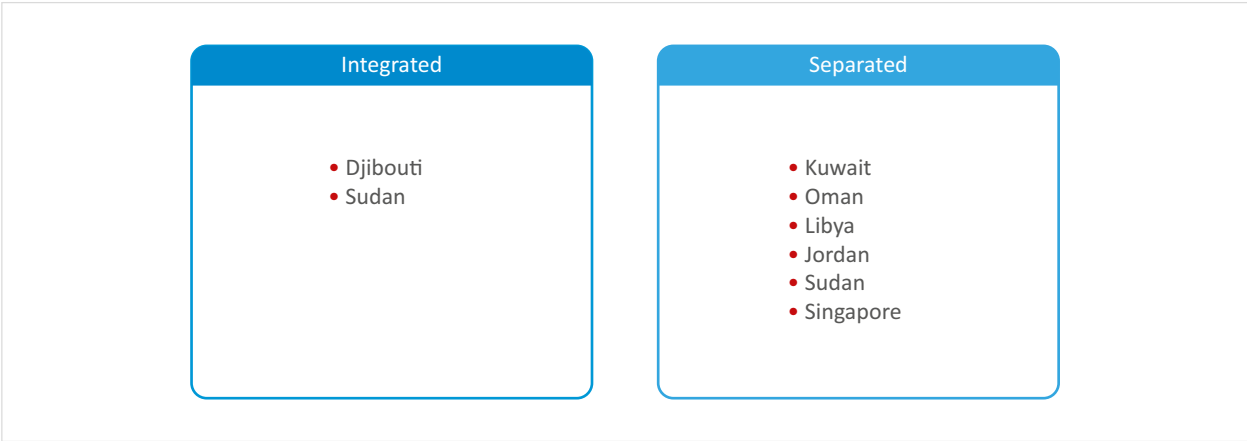 Integrated
• Djibouti
• Sudan
Separated
• Kuwait
• Oman
• Libya
• Jordan
• Sudan
• Singapore